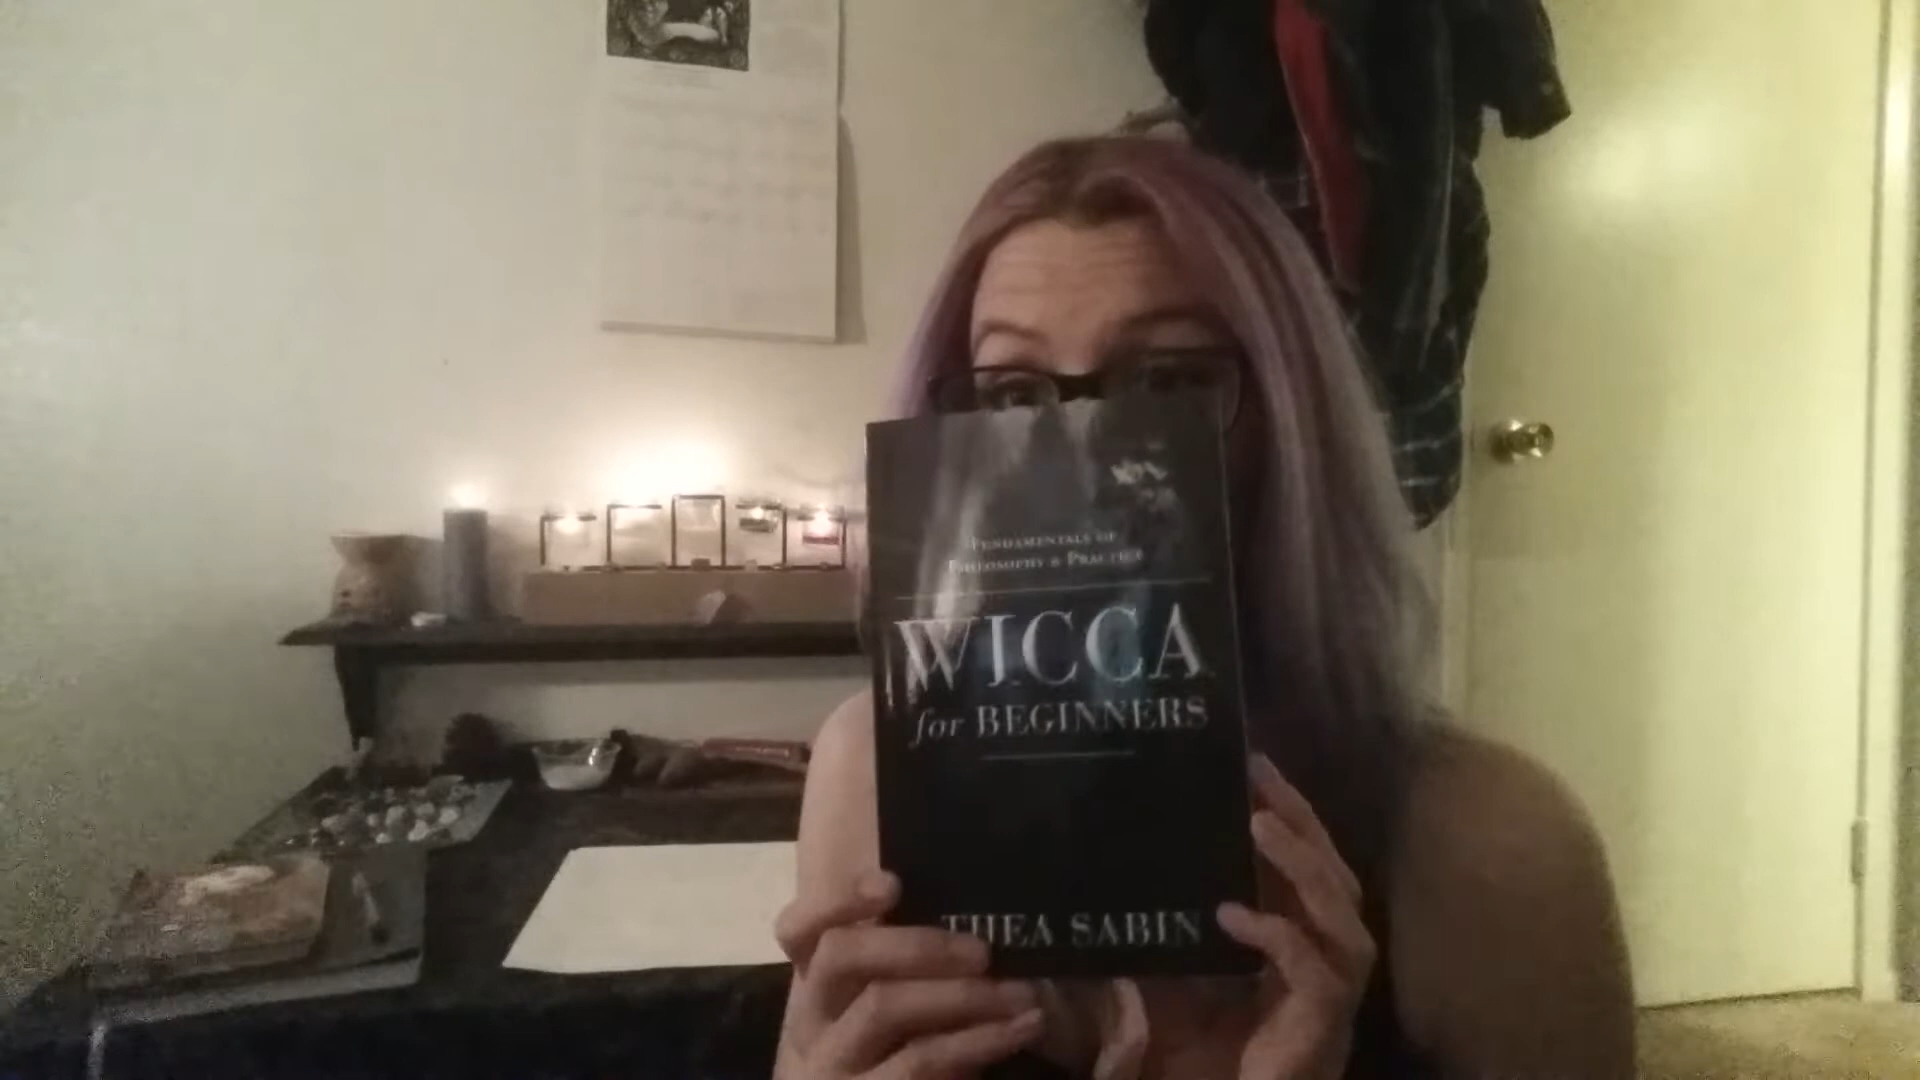 FUNDAMENTALS OF
PHILOSOPHY & PRACTICE
WICCA
for BEGINNERS
THEA SABIN